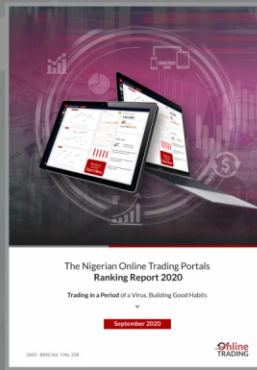 The Nigerian Online Trading Portals
Ranking Report 2020
Trading in a Period of a Virus, Building Good Habits
September 2020
Online
TRADING